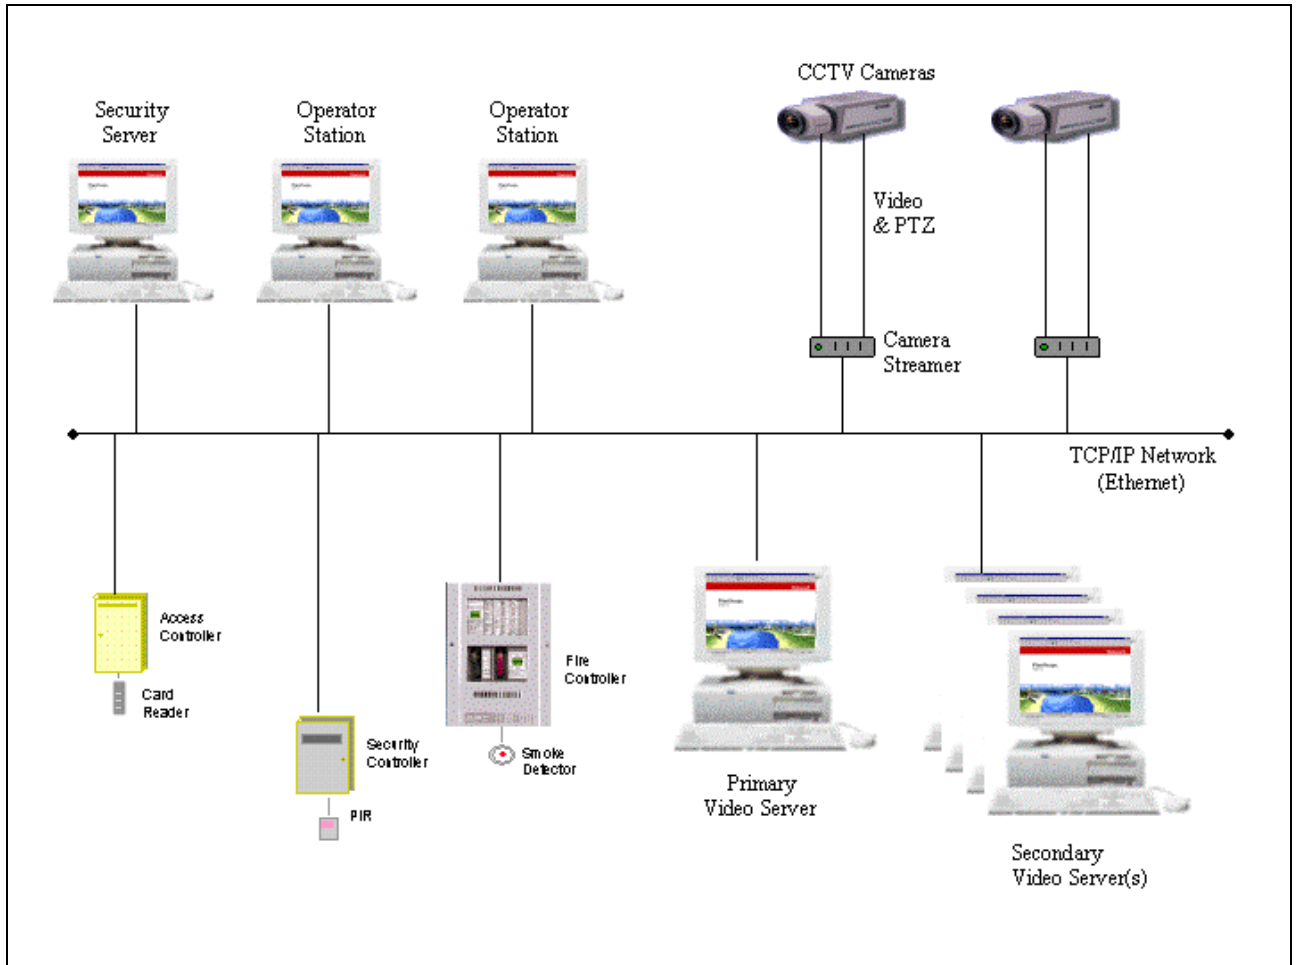 CCTV Cameras
Security
Server
Operator
Station
Operator
Station
Video
& PTZ
Camera
Streamer
TCP/IP Network
(Ethernet)
Access
Controller
Card
Reader
Fire
Controller
Security
Controller
Smoke
Detector
PIR
Primary
Video Server
Secondary
Video Server(s)